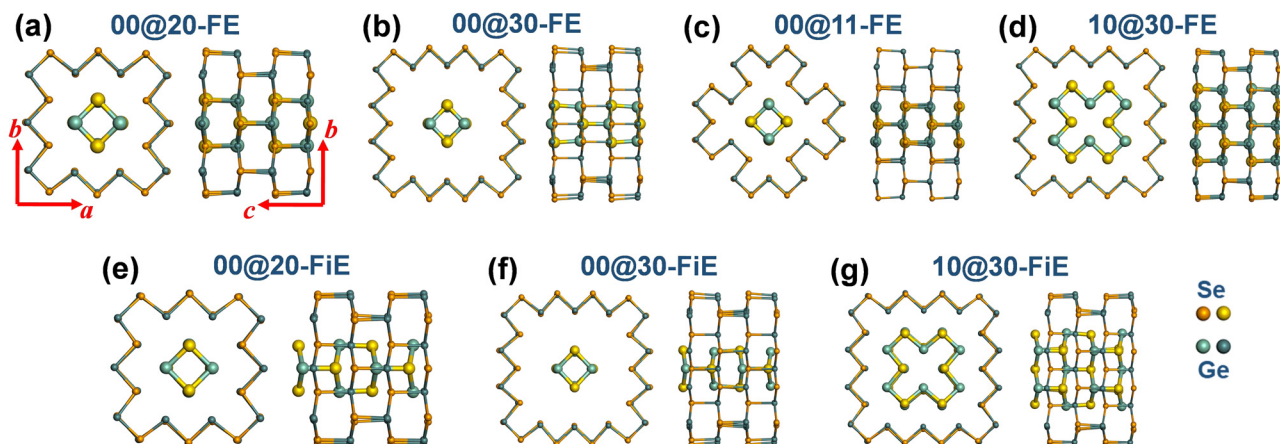 (a) 00@20-FE
(b) 00@30-FE
(c) 00@11-FE
(d) 10@30-FE
b
a
b
c
(e) 00@20-FiE
(f) 00@30-FiE
(g) 10@30-FiE
Se
Ge